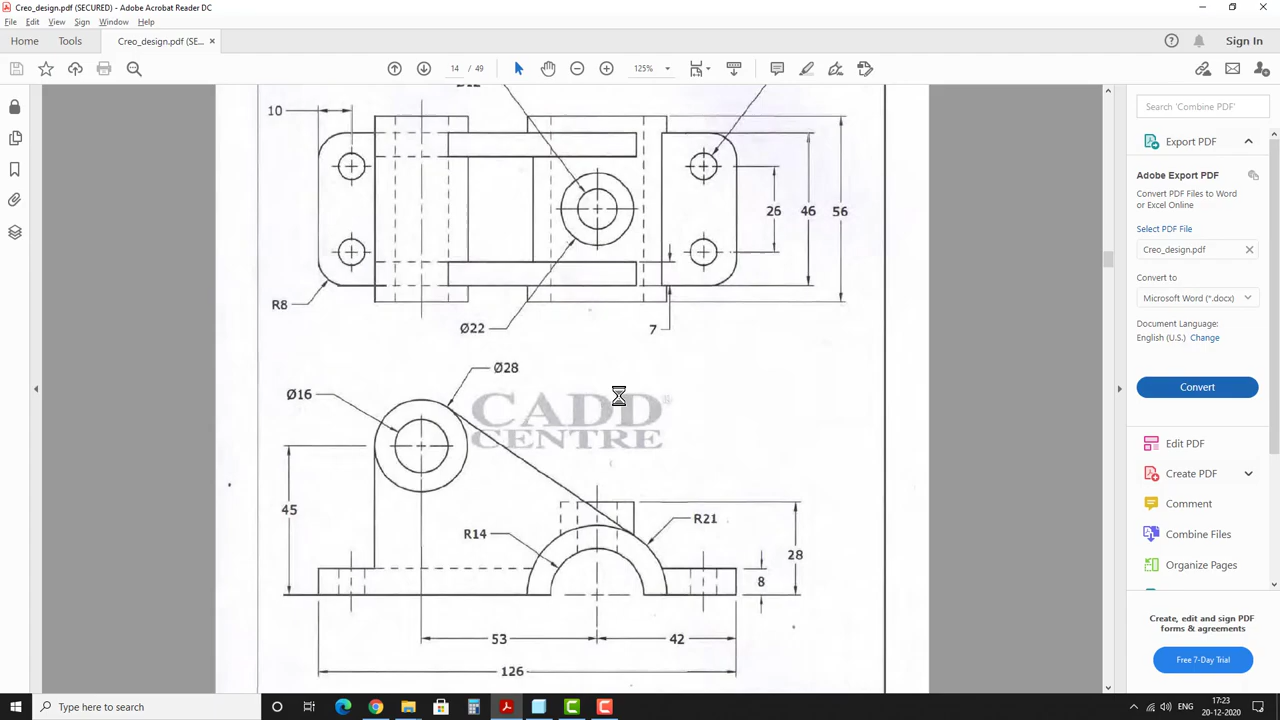 Creo_design.pdf (SECURED) - Adobe Acrobat Reader DC
File Edit View Sign Window Help
Home Tools Creo_design.pdf (SE... × Sign In
14 / 49 125%
Search 'Combine PDF'
Export PDF
Adobe Export PDF
Convert PDF Files to Word
or Excel Online
Select PDF File
Creo_design.pdf
Convert to
Microsoft Word (*.docx)
Document Language:
English (U.S.) Change
Convert
Edit PDF
Create PDF
Comment
Combine Files
Organize Pages
Create, edit and sign PDF
forms & agreements
Free 7-Day Trial
10
26 46 56
R8
Ø22
7
Ø28
Ø16
CADD
CENTRE
45
R14
R21
28
8
53 42
126
Type here to search
ENG
17:23
20-12-2020